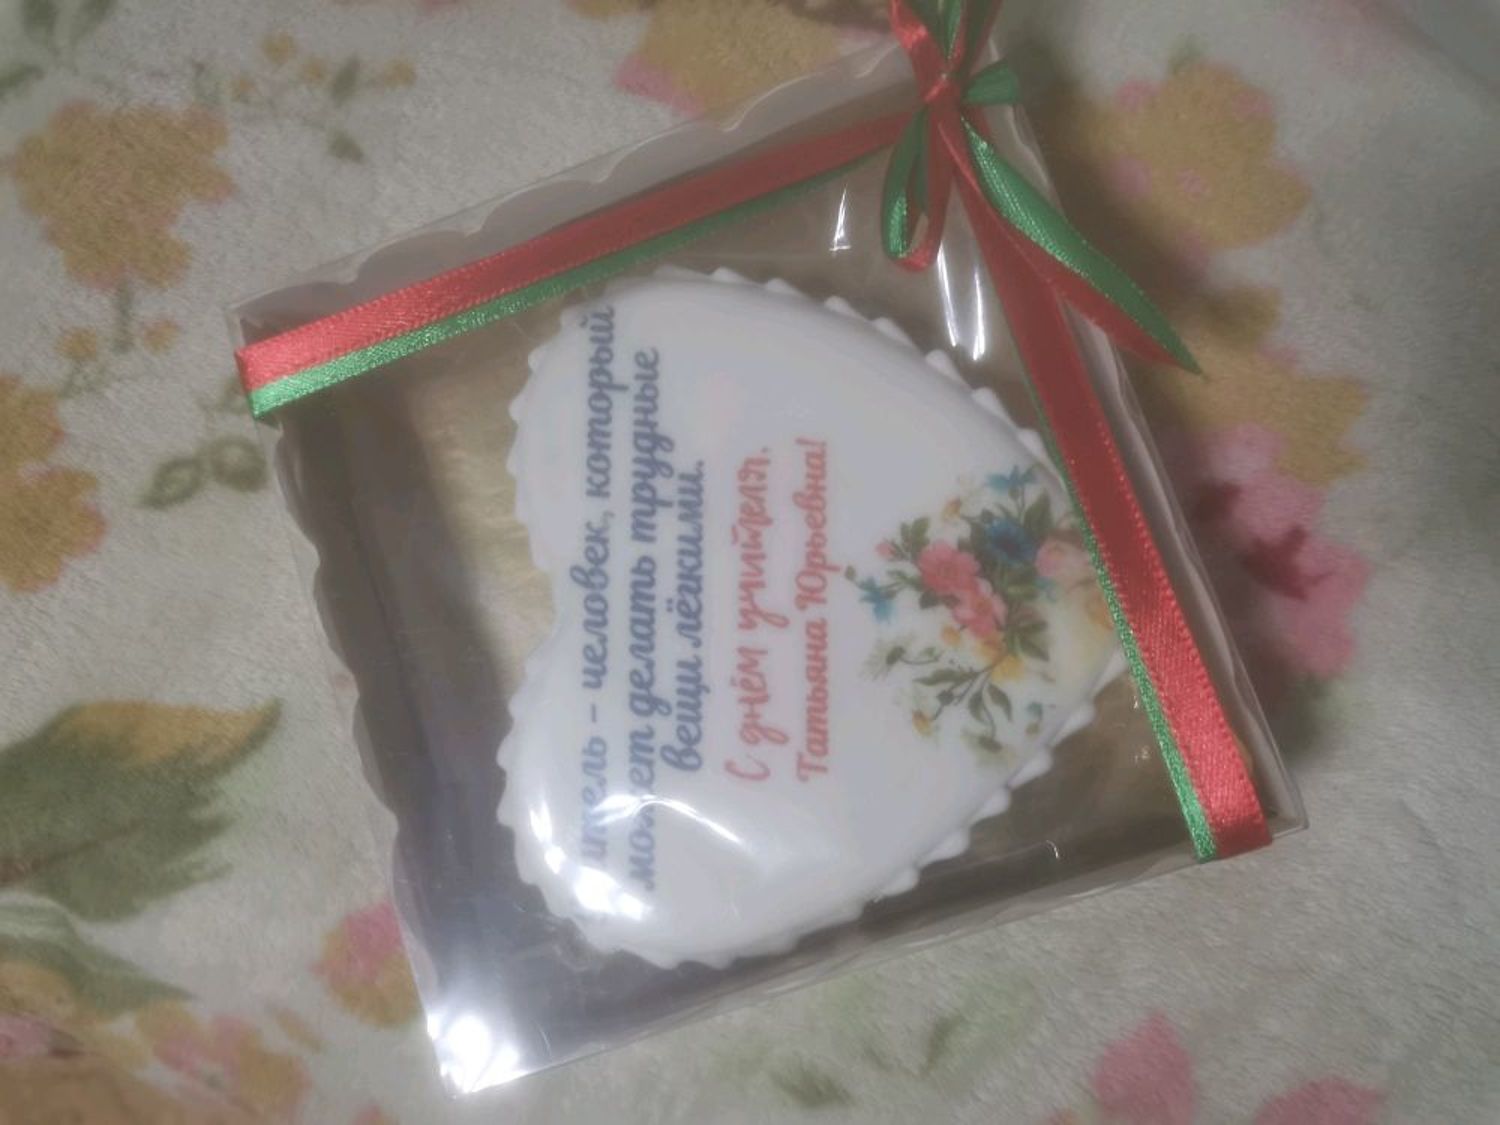 – человек, который
может делать трудные
вещи лёгкими.
С днём учителя,
Татьяна Юрьевна!